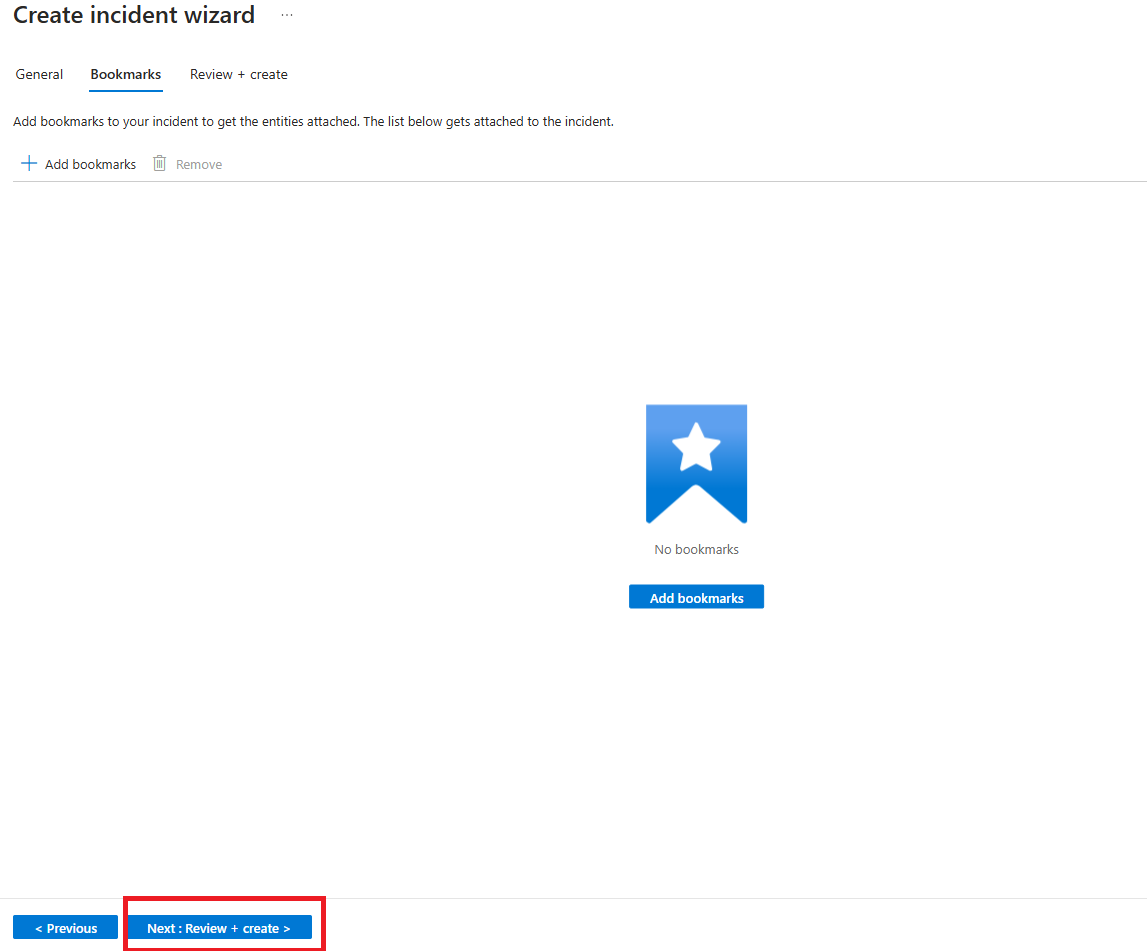 Create incident wizard ...
General Bookmarks Review + create
Add bookmarks to your incident to get the entities attached. The list below gets attached to the incident.
Add bookmarks Remove
No bookmarks
Add bookmarks
< Previous Next : Review + create >